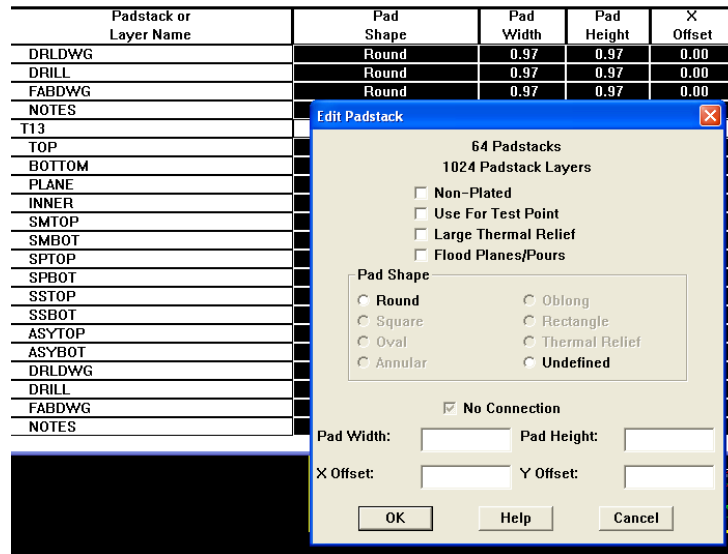 Padstack or Layer Name Pad Shape Pad Width Pad Height X Offset
DRLDWG Round 0.97 0.97 0.00
DRILL Round 0.97 0.97 0.00
FABDWG Round 0.97 0.97 0.00
NOTES
T13
TOP
BOTTOM
PLANE
INNER
SMTOP
SMBOT
SPTOP
SPBOT
SSTOP
SSBOT
ASYTOP
ASYBOT
DRLDWG
DRILL
FABDWG
NOTES
Edit Padstack
64 Padstacks
1024 Padstack Layers
Non-Plated
Use For Test Point
Large Thermal Relief
Flood Planes/Pours
Pad Shape
Round Oblong
Square Rectangle
Oval Thermal Relief
Annular Undefined
No Connection
Pad Width: Pad Height:
X Offset: Y Offset:
OK Help Cancel